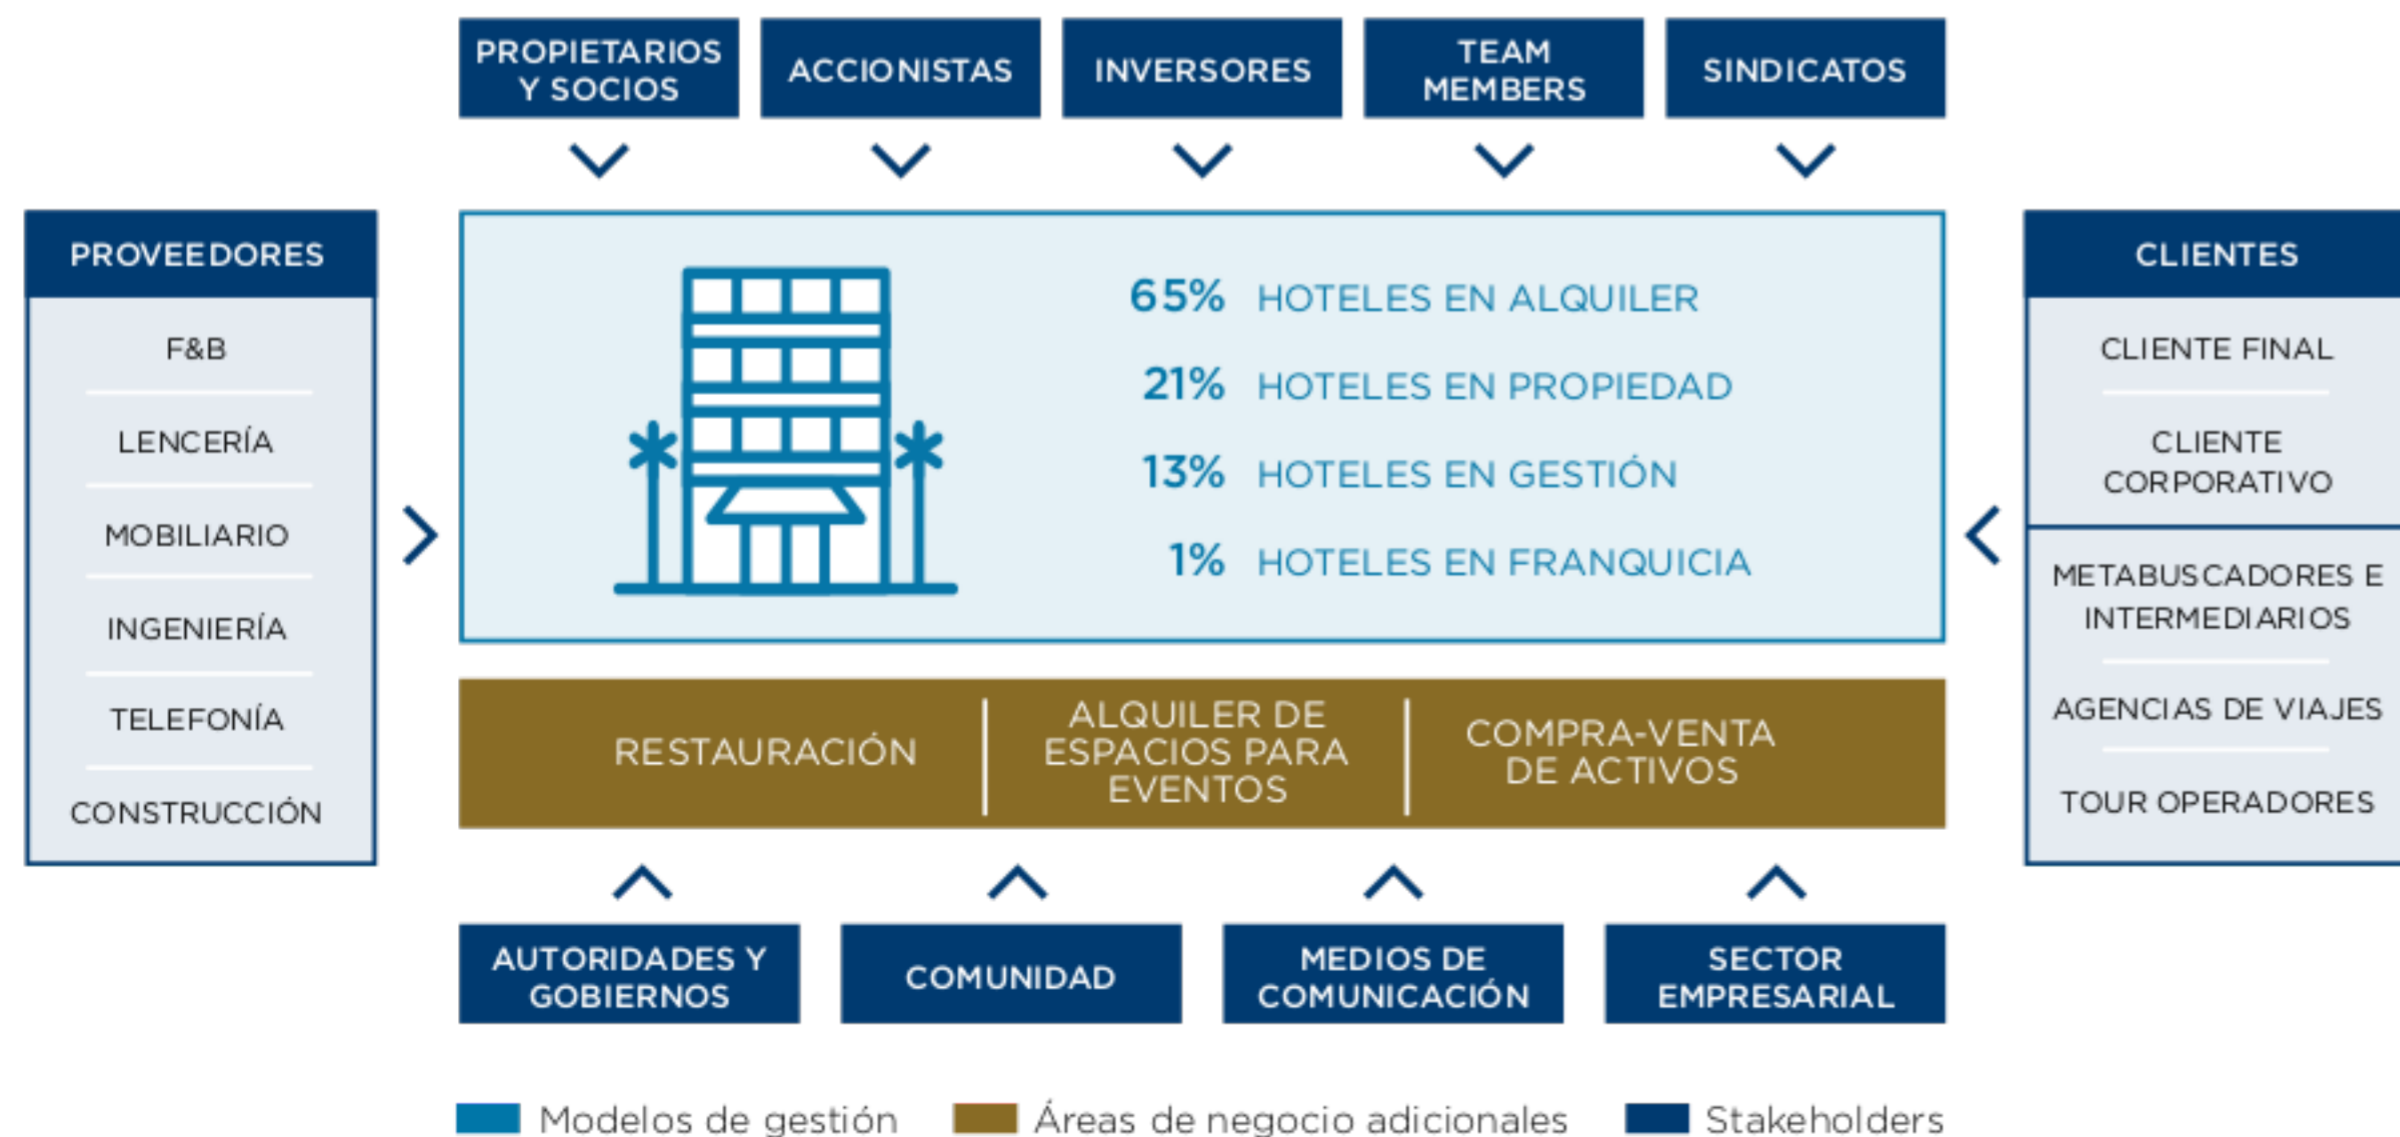 PROPIETARIOS
Y SOCIOS
ACCIONISTAS
INVERSORES
TEAM
MEMBERS
SINDICATOS
PROVEEDORES
F&B
LENCERÍA
MOBILIARIO
INGENIERÍA
TELEFONÍA
CONSTRUCCIÓN
65% HOTELES EN ALQUILER
21% HOTELES EN PROPIEDAD
13% HOTELES EN GESTIÓN
1% HOTELES EN FRANQUICIA
CLIENTES
CLIENTE FINAL
CLIENTE
CORPORATIVO
METABUSCADORES E
INTERMEDIARIOS
AGENCIAS DE VIAJES
TOUR OPERADORES
RESTAURACIÓN
ALQUILER DE
ESPACIOS PARA
EVENTOS
COMPRA-VENTA
DE ACTIVOS
AUTORIDADES Y
GOBIERNOS
COMUNIDAD
MEDIOS DE
COMUNICACIÓN
SECTOR
EMPRESARIAL
Modelos de gestión
Áreas de negocio adicionales
Stakeholders